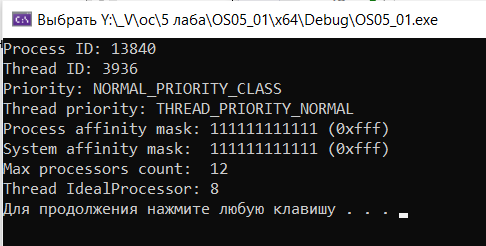 Выбрать Y:\_V\ос\5 лаба\OS05_01\x64\Debug\OS05_01.exe
Process ID: 13840
Thread ID: 3936
Priority: NORMAL_PRIORITY_CLASS
Thread priority: THREAD_PRIORITY_NORMAL
Process affinity mask: 111111111111 (0xfff)
System affinity mask:  111111111111 (0xfff)
Max processors count:  12
Thread IdealProcessor: 8
Для продолжения нажмите любую клавишу . . .